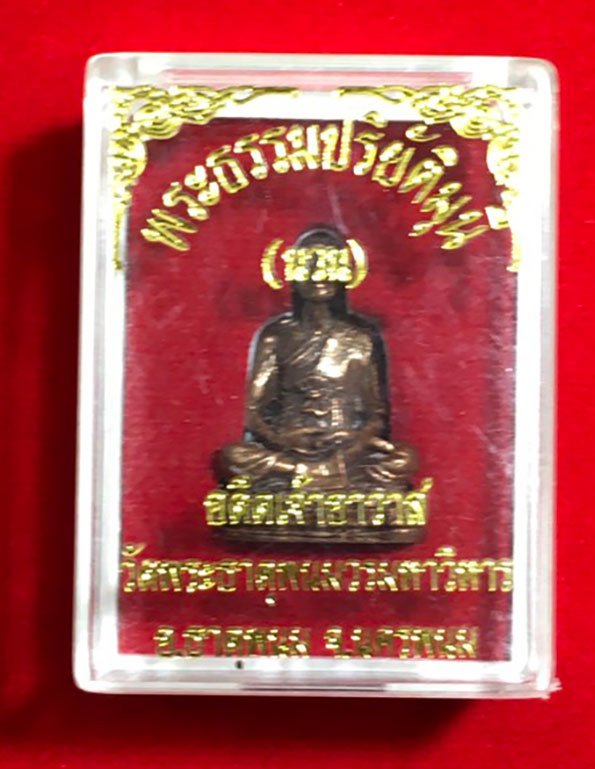 พระธรรมปริยัติมุนี
(นวน)
อดีตเจ้าอาวาส
วัดพระธาตุพนมวรมหาวิหาร
อ.ธาตุพนม จ.นครพนม